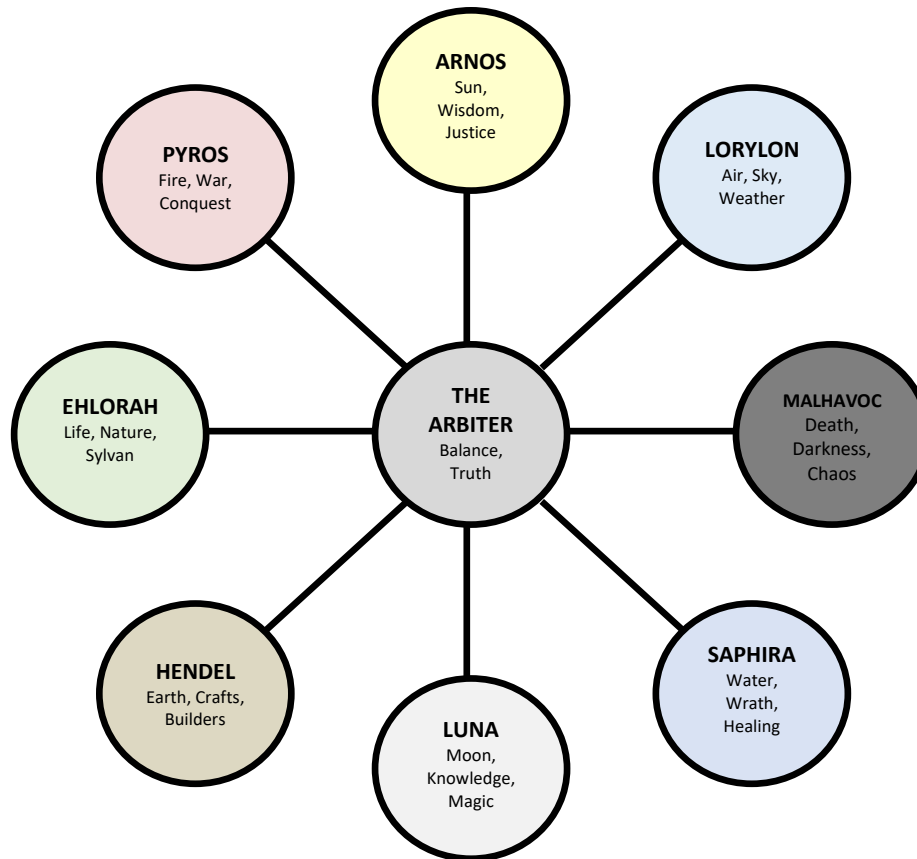 ARNOS
Sun,
Wisdom,
Justice
PYROS
Fire, War,
Conquest
LORYLON
Air, Sky,
Weather
EHLORAH
Life, Nature,
Sylvan
THE
ARBITER
Balance,
Truth
MALHAVOC
Death,
Darkness,
Chaos
HENDEL
Earth, Crafts,
Builders
LUNA
Moon,
Knowledge,
Magic
SAPHIRA
Water,
Wrath,
Healing